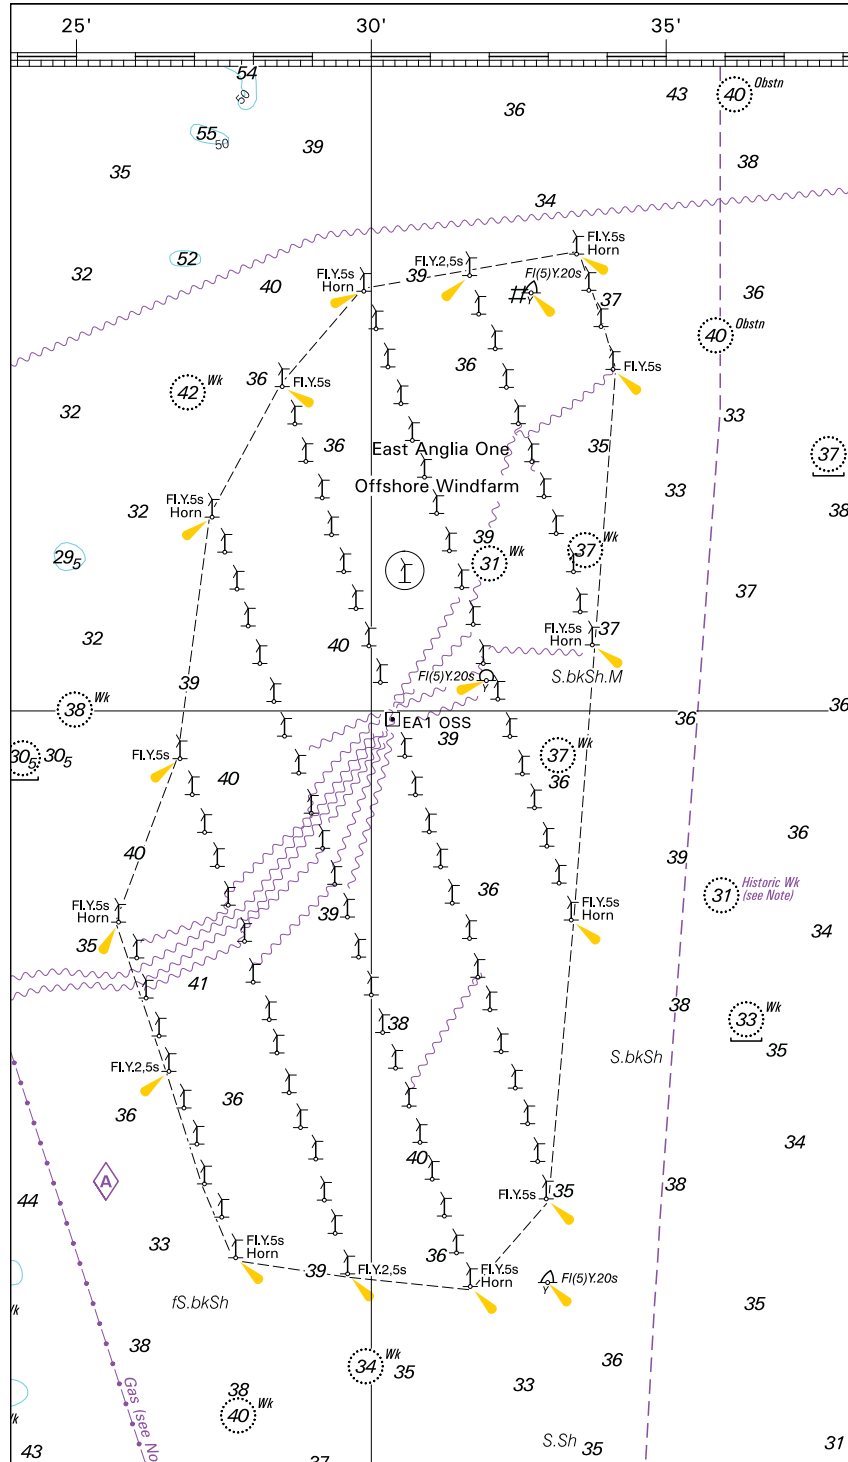 25' 30' 35'
54
50
40 Obstn
43
36
55
50
39
38
35
34
52
Fl.Y.5s
Horn
Fl.Y.2,5s
Fl.Y.5s
Horn
39
Fl(5)Y.20s
Y
32
40
37
36
40 Obstn
36
36
Fl.Y.5s
Fl.Y.5s
42 Wk
32
33
36
East Anglia One
35
37
Offshore Windfarm
33
Fl.Y.5s
Horn
32
38
39
29₅
31 Wk
37 Wk
37
32
40
Fl.Y.5s
Horn
37
39
Fl(5)Y.20s
Y
S.bkSh.M
38 Wk
36
36
EA1 OSS
39
30₅ 30₅
Fl.Y.5s
37 Wk
40
36
36
40
39
36
31 Historic Wk
(see Note)
Fl.Y.5s
Horn
39
Fl.Y.5s
Horn
35
34
41
38
38
33 Wk
35
S.bkSh
Fl.Y.2,5s
36
36
34
40
44
A
38
Fl.Y.5s
35
33
Fl.Y.5s
Horn
36
39
Fl.Y.2,5s
Fl.Y.5s
Horn
Fl(5)Y.20s
Y
fS.bkSh
35
38
34 Wk
35
36
38
33
40 Wk
Gas (see No
43
37
S.Sh
35
31